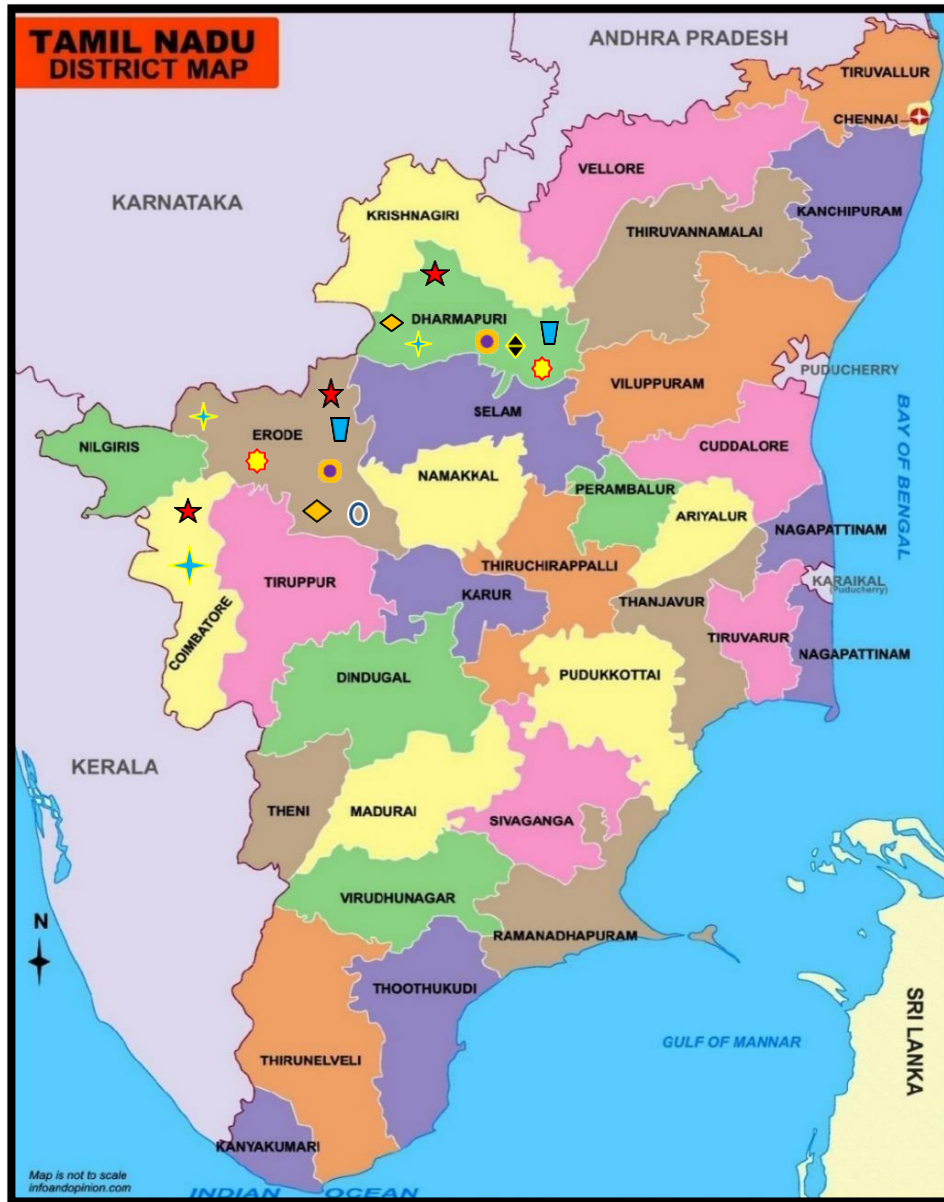 TAMIL NADU
DISTRICT MAP
ANDHRA PRADESH
TIRUVALLUR
CHENNAI
VELLORE
KARNATAKA
KRISHNAGIRI
KANCHIPURAM
THIRUVANNAMALAI
DHARMAPURI
PUDUCHERRY
VILUPPURAM
SELAM
ERODE
NILGIRIS
CUDDALORE
BAY OF BENGAL
NAMAKKAL
PERAMBALUR
ARIYALUR
NAGAPATTINAM
THIRUCHIRAPPALLI
TIRUPPUR
KARUR
KARAIKAL
(Puducherry)
THANJAVUR
COIMBATORE
TIRUVARUR
NAGAPATTINAM
DINDUGAL
PUDUKKOTTAI
KERALA
THENI
MADURAI
SIVAGANGA
VIRUDHUNAGAR
N
RAMANADHAPURAM
THOOTHUKUDI
SRI LANKA
GULF OF MANNAR
THIRUNELVELI
KANYAKUMARI
Map is not to scale
infoandopinion.com
INDIAN OCEAN